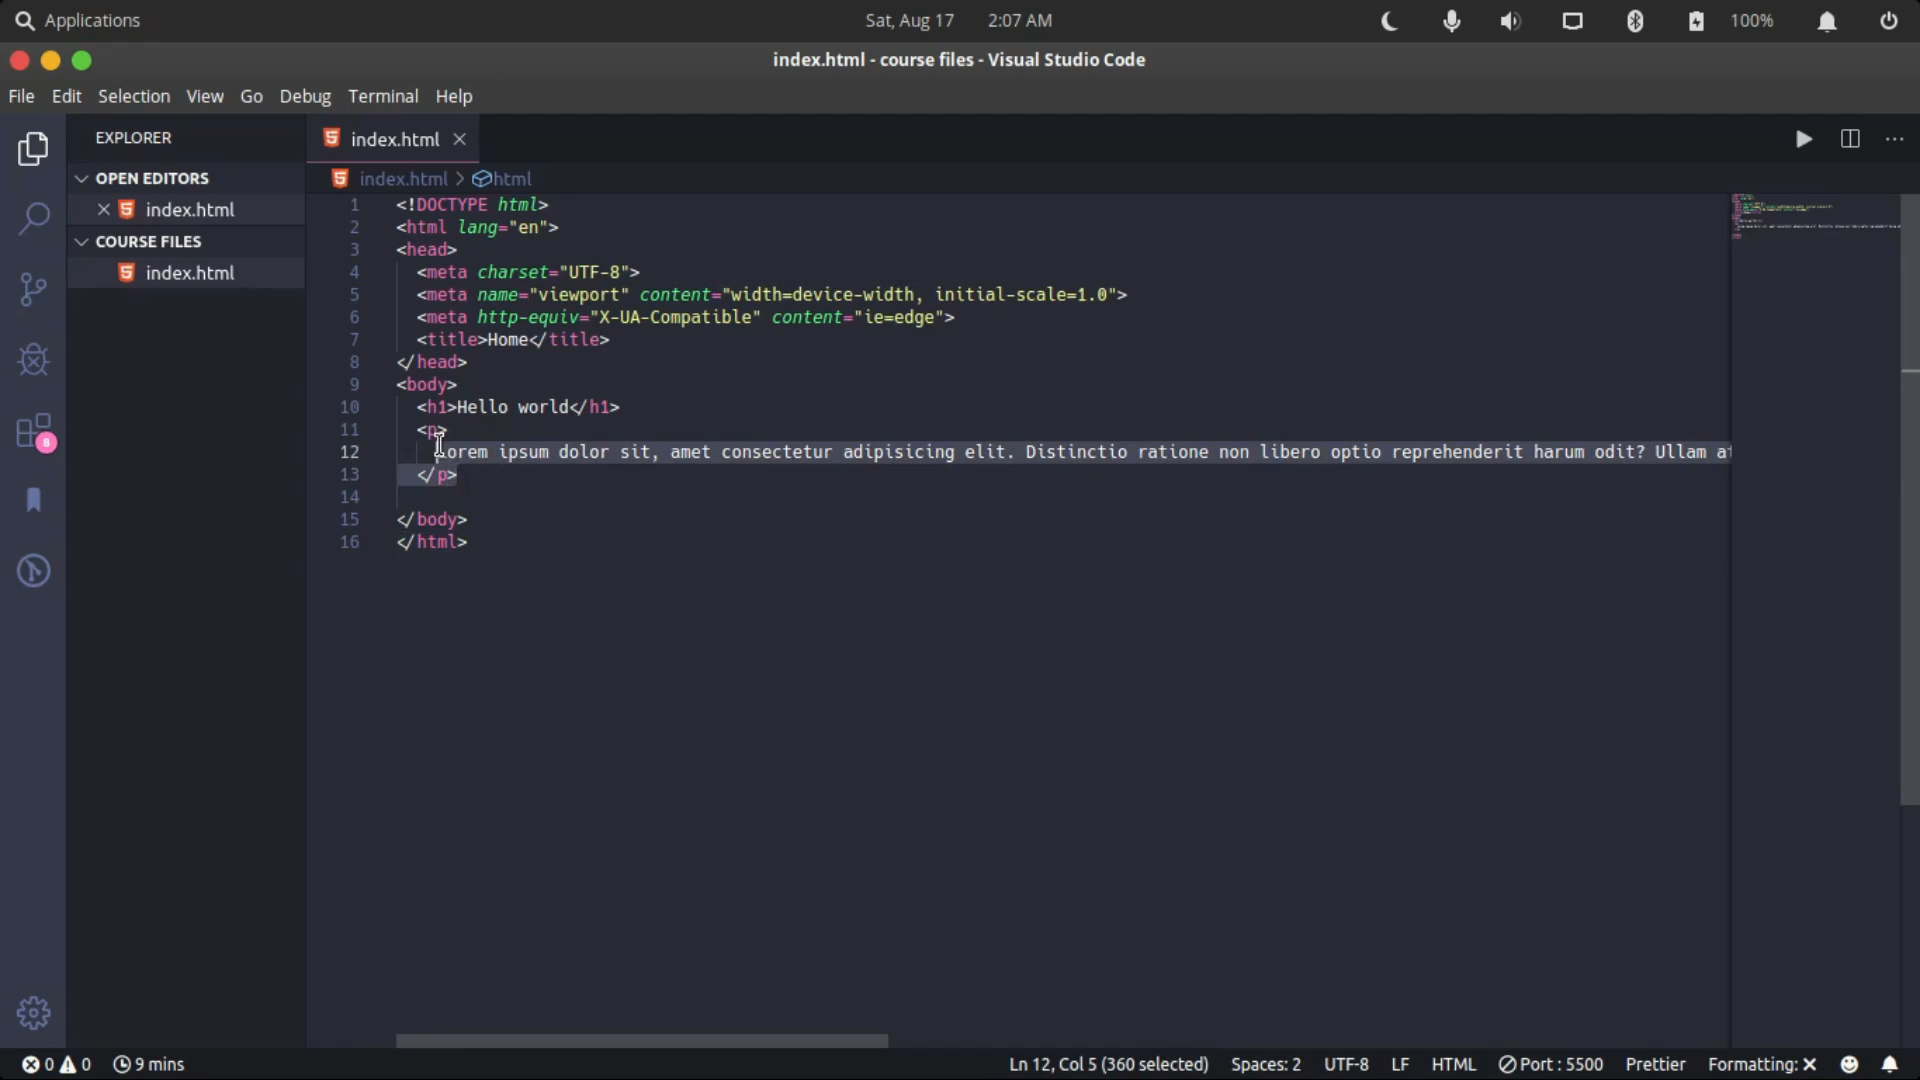 Applications Sat, Aug 17 2:07 AM 100%
index.html - course files - Visual Studio Code
File Edit Selection View Go Debug Terminal Help
EXPLORER
OPEN EDITORS
index.html
COURSE FILES
index.html
8
index.html
index.html > html
1 <!DOCTYPE html>
2 <html lang="en">
3 <head>
4 <meta charset="UTF-8">
5 <meta name="viewport" content="width=device-width, initial-scale=1.0">
6 <meta http-equiv="X-UA-Compatible" content="ie=edge">
7 <title>Home</title>
8 </head>
9 <body>
10 <h1>Hello world</h1>
11 <p>
12 Lorem ipsum dolor sit, amet consectetur adipisicing elit. Distinctio ratione non libero optio reprehenderit harum odit? Ullam
13 </p>
14
15 </body>
16 </html>
0 0 9 mins Ln 12, Col 5 (360 selected) Spaces: 2 UTF-8 LF HTML Port : 5500 Prettier Formatting: ×